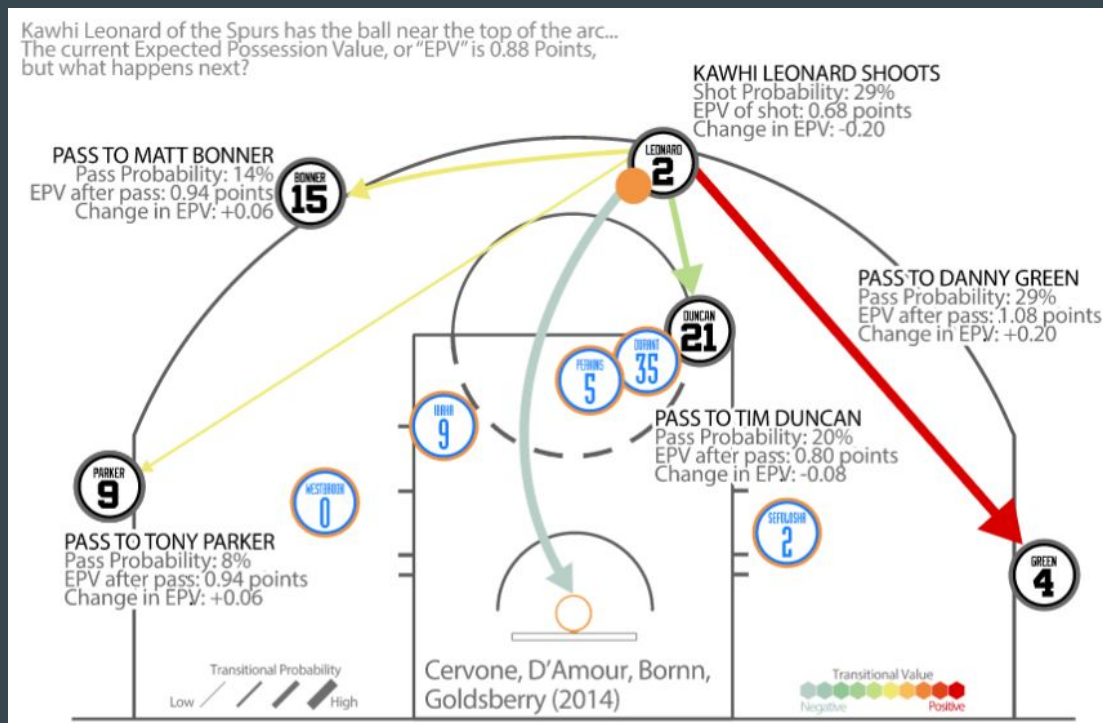 Kawhi Leonard of the Spurs has the ball near the top of the arc...
The current Expected Possession Value, or "EPV" is 0.88 Points,
but what happens next?
KAWHI LEONARD SHOOTS
Shot Probability: 29%
EPV of shot: 0.68 points
Change in EPV: -0.20
PASS TO MATT BONNER
Pass Probability: 14%
EPV after pass: 0.94 points
Change in EPV: +0.06
BONNER
15
LEONARD
2
PASS TO DANNY GREEN
Pass Probability: 29%
EPV after pass: 1.08 points
Change in EPV: +0.20
DUNCAN
21
DURANT
35
PERKINS
5
IBAKA
9
PASS TO TIM DUNCAN
Pass Probability: 20%
EPV after pass: 0.80 points
Change in EPV: -0.08
PARKER
9
WESTBROOK
0
SEFOLOSHA
2
PASS TO TONY PARKER
Pass Probability: 8%
EPV after pass: 0.94 points
Change in EPV: +0.06
GREEN
4
Transitional Probability
Low
High
Cervone, D'Amour, Bornn,
Goldsberry (2014)
Transitional Value
Negative
Positive